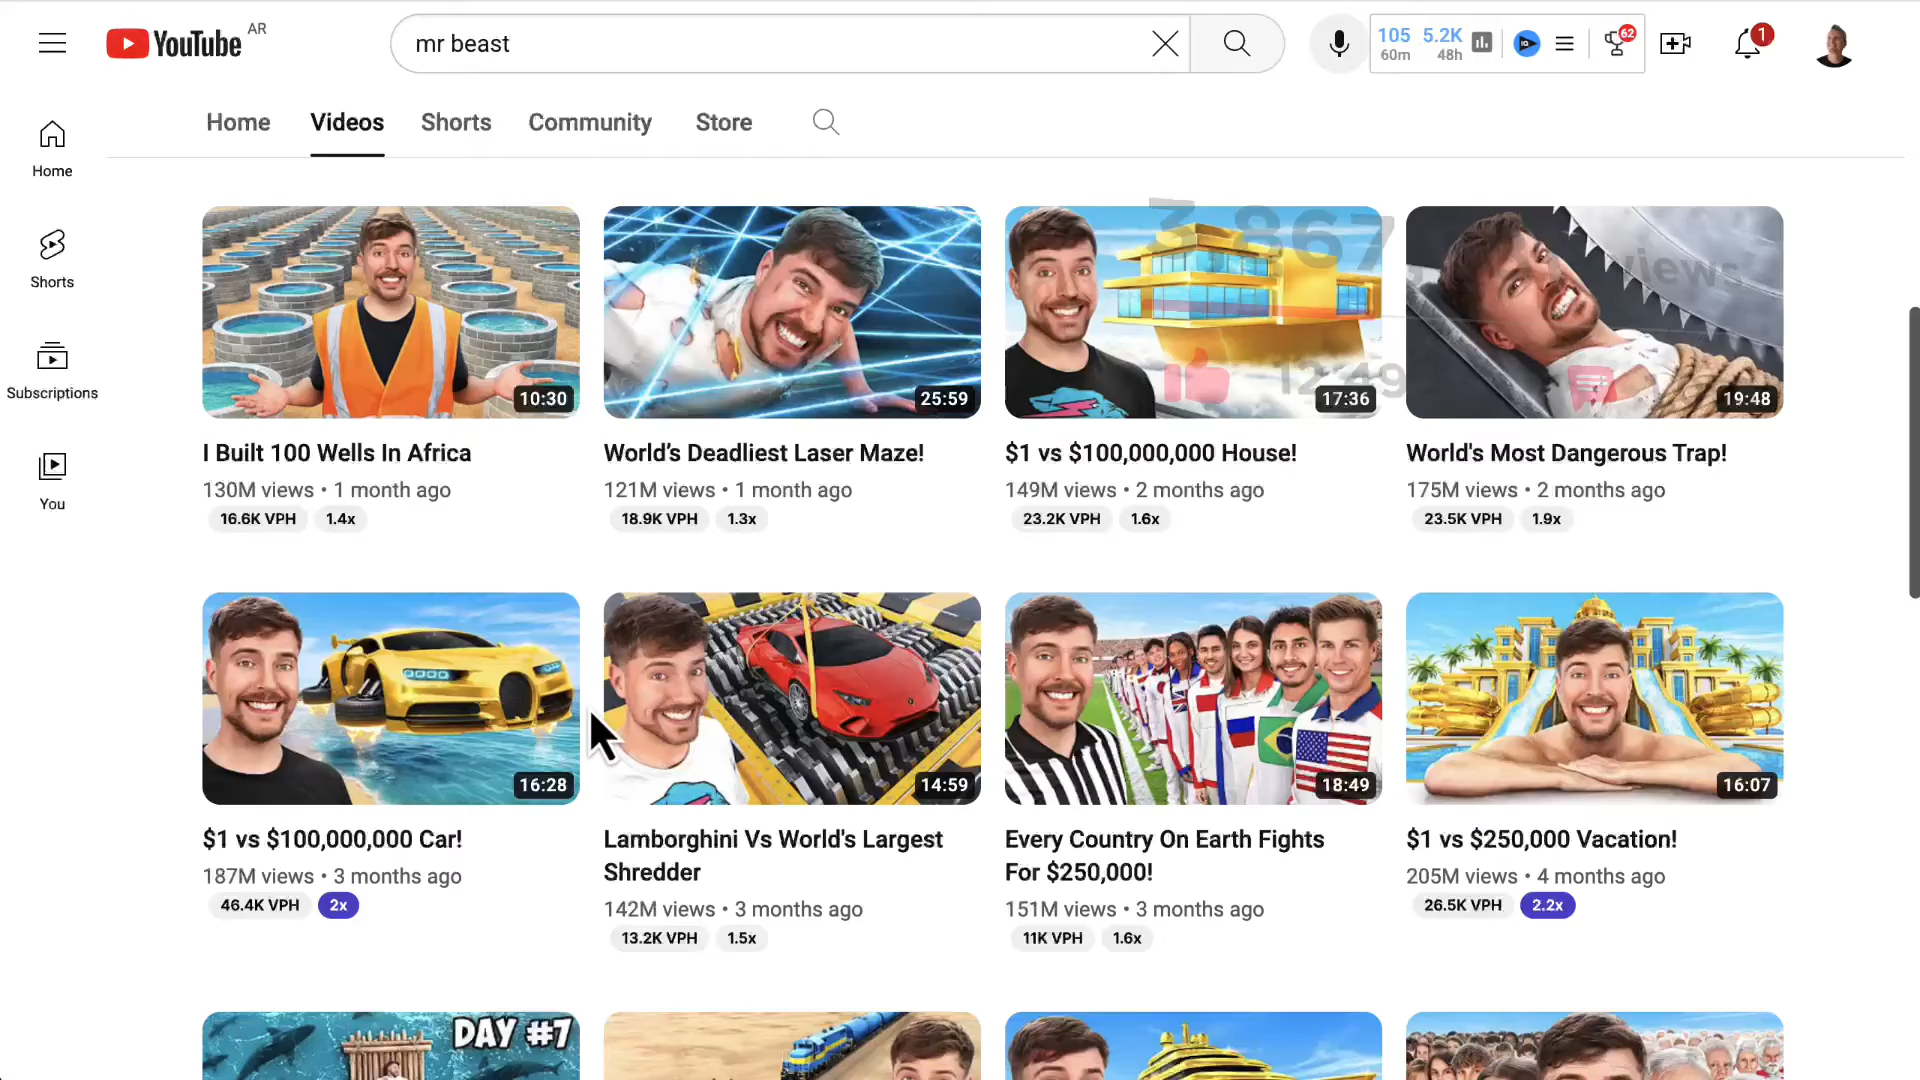 YouTube AR
mr beast
105 5.2K
60m 48h
62
1
Home Videos Shorts Community Store
Home
Shorts
Subscriptions
You
3,867
views
12:49
10:30
25:59
17:36
19:48
I Built 100 Wells In Africa
130M views • 1 month ago
16.6K VPH 1.4x
World's Deadliest Laser Maze!
121M views • 1 month ago
18.9K VPH 1.3x
$1 vs $100,000,000 House!
149M views • 2 months ago
23.2K VPH 1.6x
World's Most Dangerous Trap!
175M views • 2 months ago
23.5K VPH 1.9x
16:28
14:59
18:49
16:07
$1 vs $100,000,000 Car!
187M views • 3 months ago
46.4K VPH 2x
Lamborghini Vs World's Largest
Shredder
142M views • 3 months ago
13.2K VPH 1.5x
Every Country On Earth Fights
For $250,000!
151M views • 3 months ago
11K VPH 1.6x
$1 vs $250,000 Vacation!
205M views • 4 months ago
26.5K VPH 2.2x
DAY #7